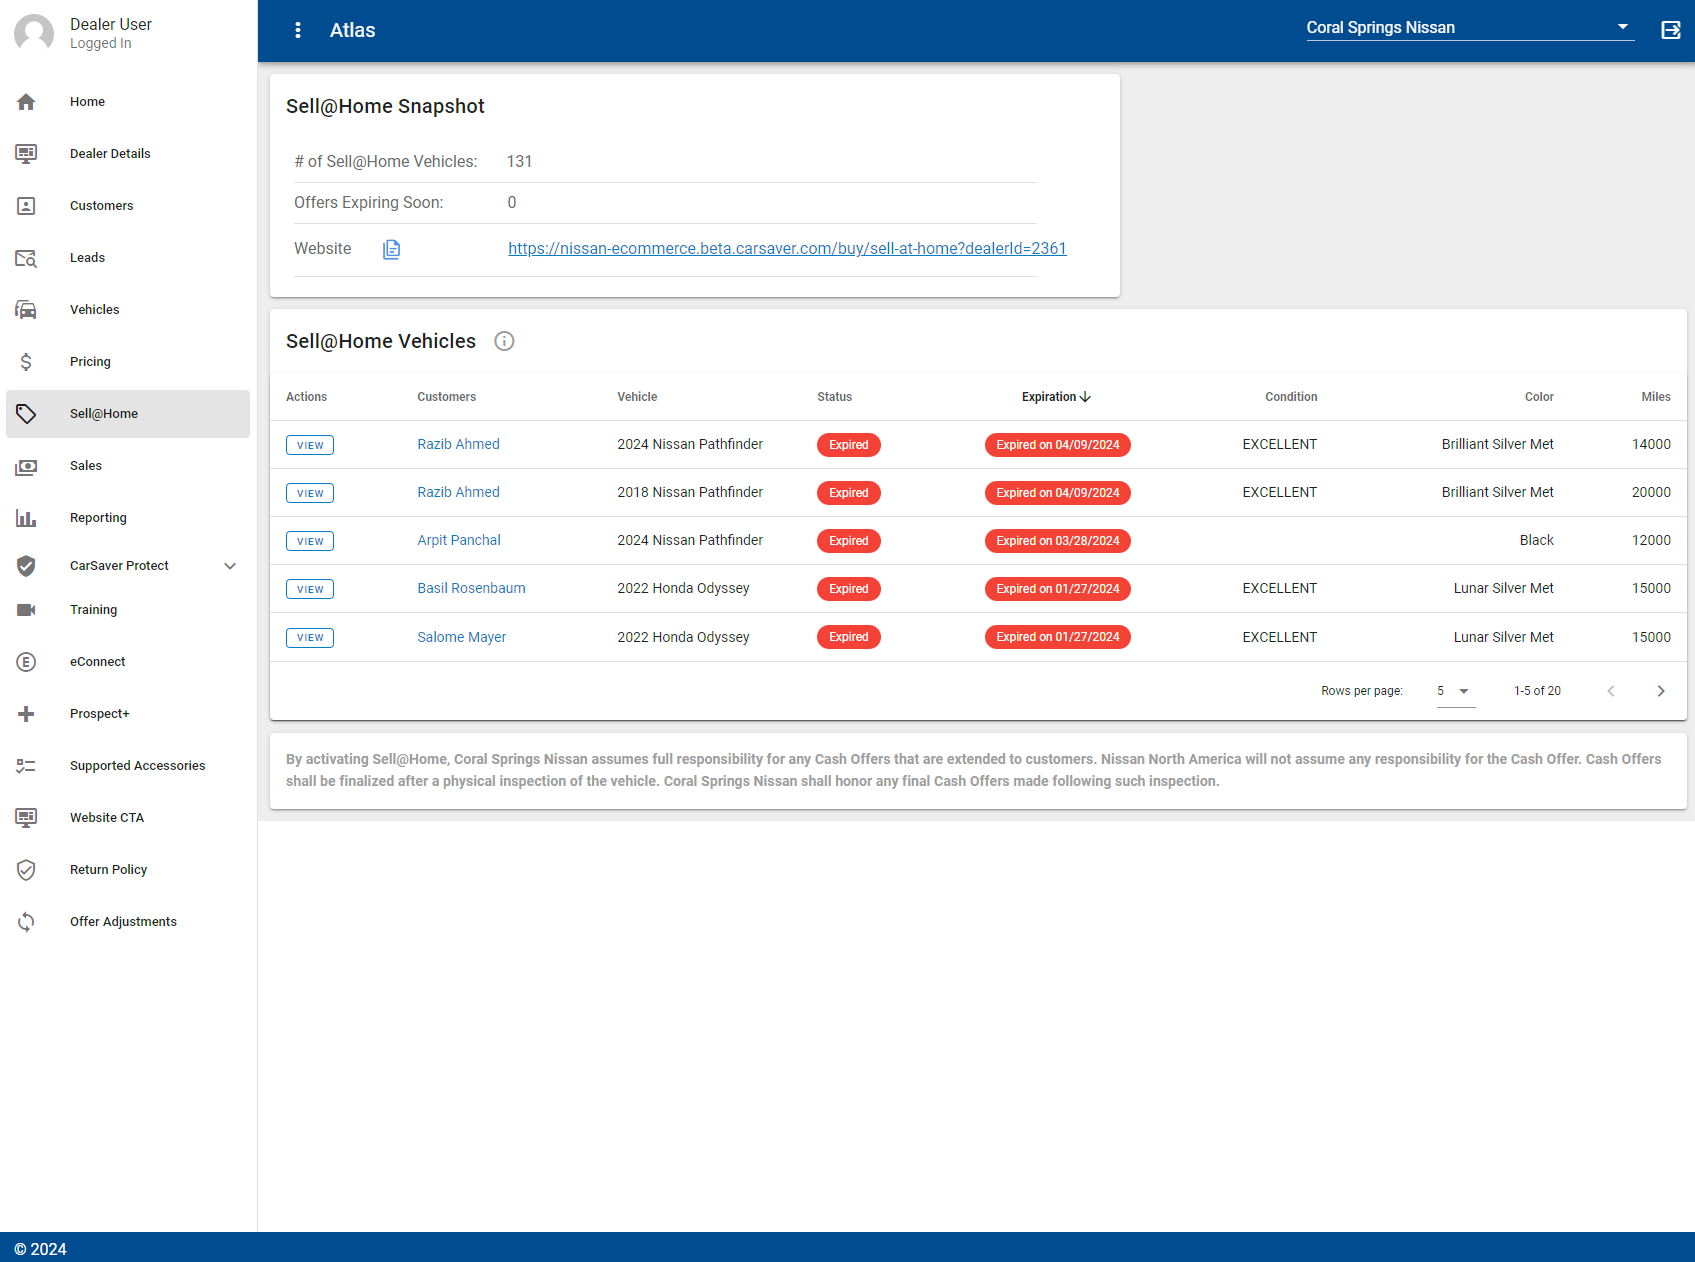 Dealer User
Logged In
Atlas
Coral Springs Nissan
Home
Dealer Details
Customers
Leads
Vehicles
Pricing
Sell@Home
Sales
Reporting
CarSaver Protect
Training
E
eConnect
Prospect+
Supported Accessories
Website CTA
Return Policy
Offer Adjustments
Sell@Home Snapshot
# of Sell@Home Vehicles: 131
Offers Expiring Soon: 0
Website https://nissan-ecommerce.beta.carsaver.com/buy/sell-at-home?dealerId=2361
Sell@Home Vehicles
Actions Customers Vehicle Status Expiration Condition Color Miles
VIEW Razib Ahmed 2024 Nissan Pathfinder Expired Expired on 04/09/2024 EXCELLENT Brilliant Silver Met 14000
VIEW Razib Ahmed 2018 Nissan Pathfinder Expired Expired on 04/09/2024 EXCELLENT Brilliant Silver Met 20000
VIEW Arpit Panchal 2024 Nissan Pathfinder Expired Expired on 03/28/2024 Black 12000
VIEW Basil Rosenbaum 2022 Honda Odyssey Expired Expired on 01/27/2024 EXCELLENT Lunar Silver Met 15000
VIEW Salome Mayer 2022 Honda Odyssey Expired Expired on 01/27/2024 EXCELLENT Lunar Silver Met 15000
Rows per page: 5 1-5 of 20
By activating Sell@Home, Coral Springs Nissan assumes full responsibility for any Cash Offers that are extended to customers. Nissan North America will not assume any responsibility for the Cash Offer. Cash Offers
shall be finalized after a physical inspection of the vehicle. Coral Springs Nissan shall honor any final Cash Offers made following such inspection.
© 2024